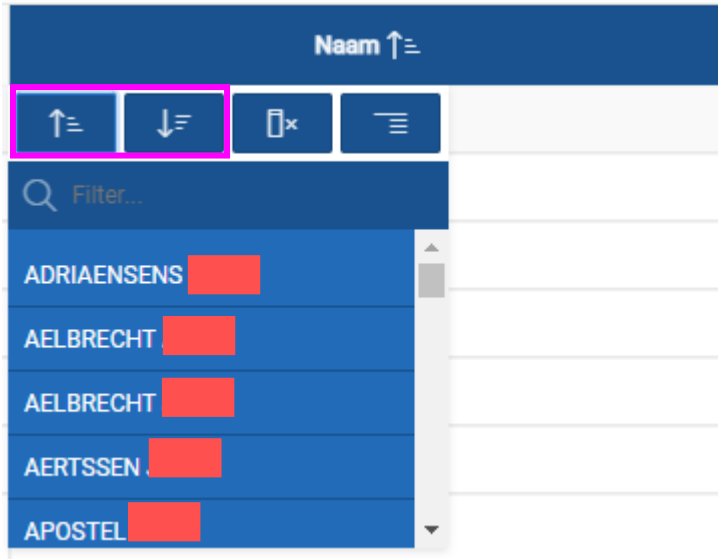 Naam
Filter...
ADRIAENSENS
AELBRECHT
AELBRECHT
AERTSSEN
APOSTEL